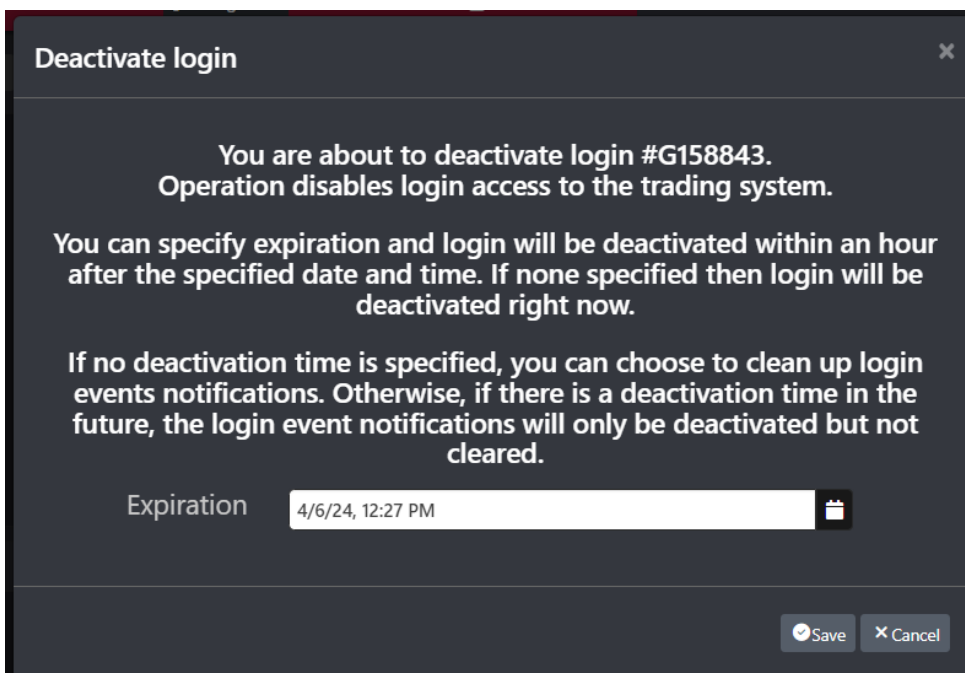 Deactivate login
You are about to deactivate login #G158843.
Operation disables login access to the trading system.
You can specify expiration and login will be deactivated within an hour
after the specified date and time. If none specified then login will be
deactivated right now.
If no deactivation time is specified, you can choose to clean up login
events notifications. Otherwise, if there is a deactivation time in the
future, the login event notifications will only be deactivated but not
cleared.
Expiration
4/6/24, 12:27 PM
Save
Cancel